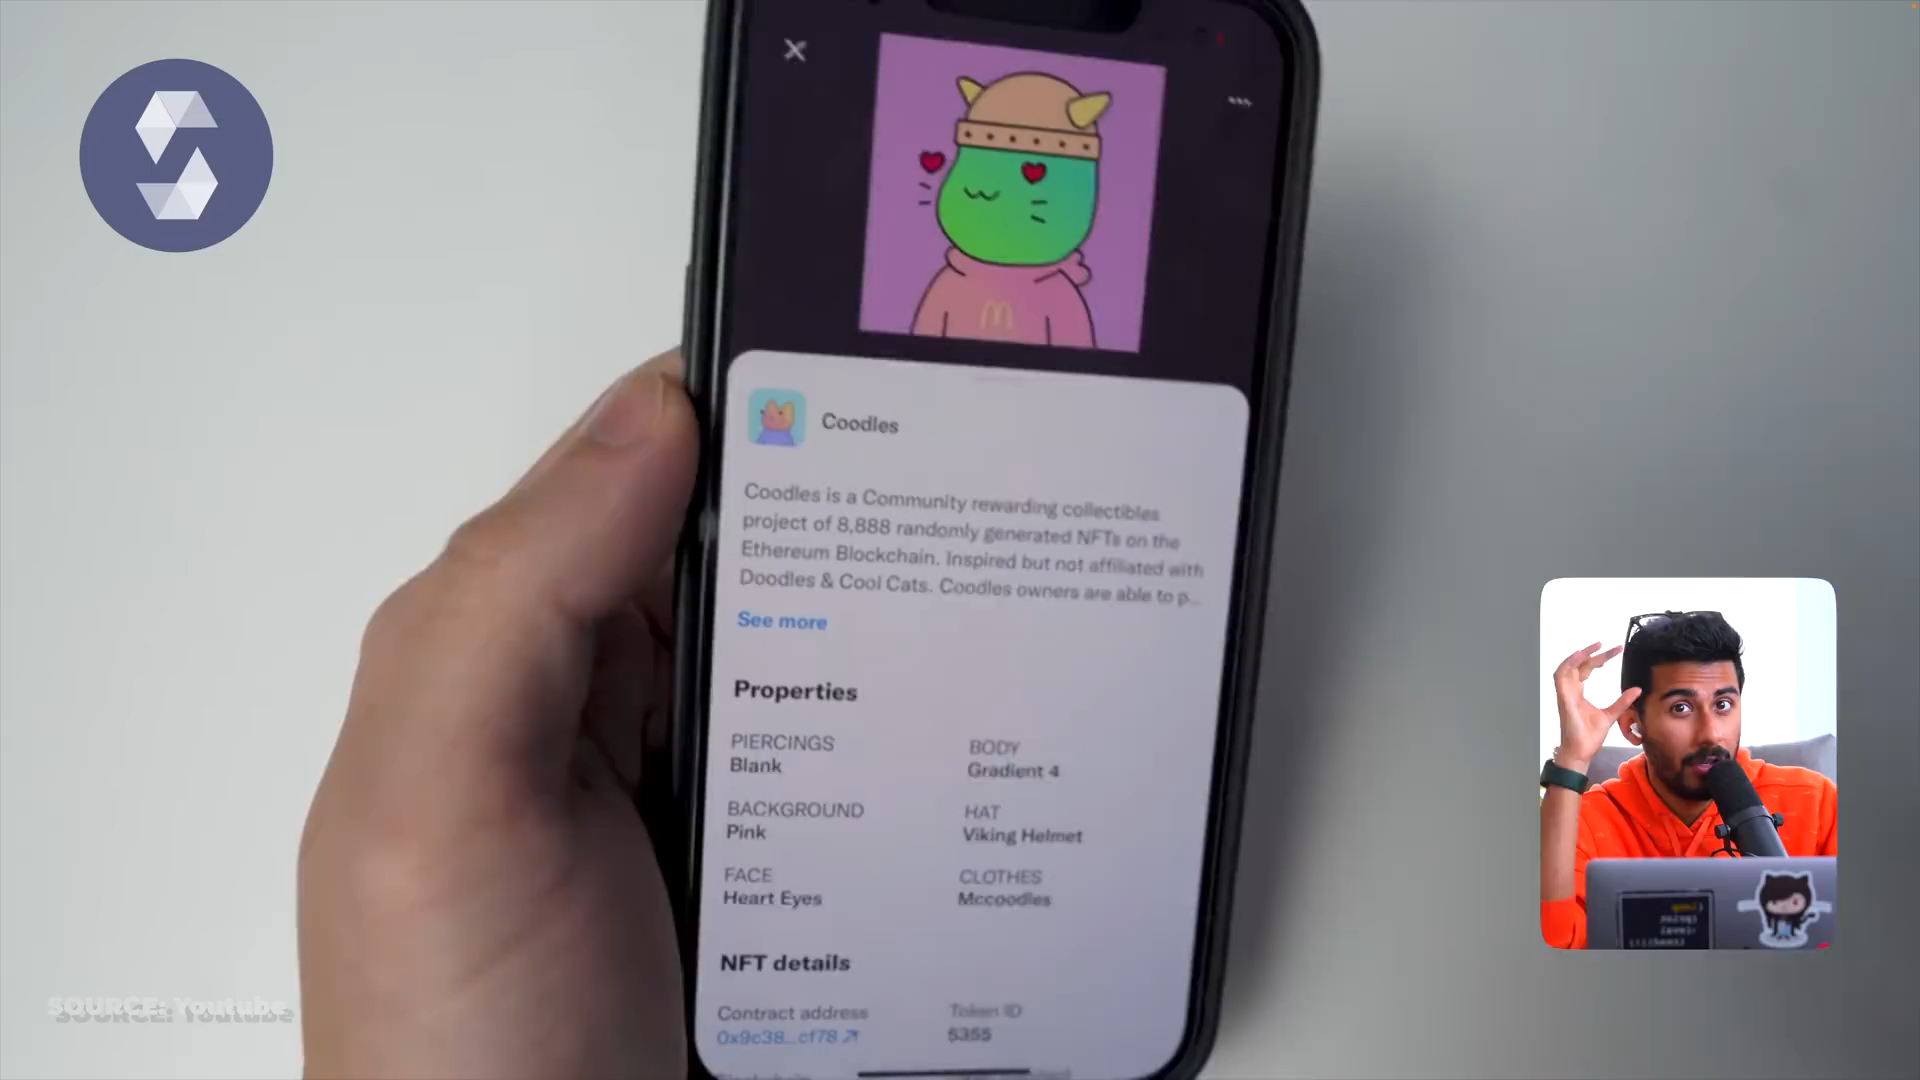 Coodles
Coodles is a Community rewarding collectibles
project of 8,888 randomly generated NFTs on the
Ethereum Blockchain. Inspired but not affiliated with
Doodles & Cool Cats. Coodles owners are able to p...
See more
Properties
PIERCINGS
Blank
BODY
Gradient 4
BACKGROUND
Pink
HAT
Viking Helmet
FACE
Heart Eyes
CLOTHES
Mccoodles
NFT details
Contract address
0x9c38...cf78
Token ID
5355
SOURCE: Youtube